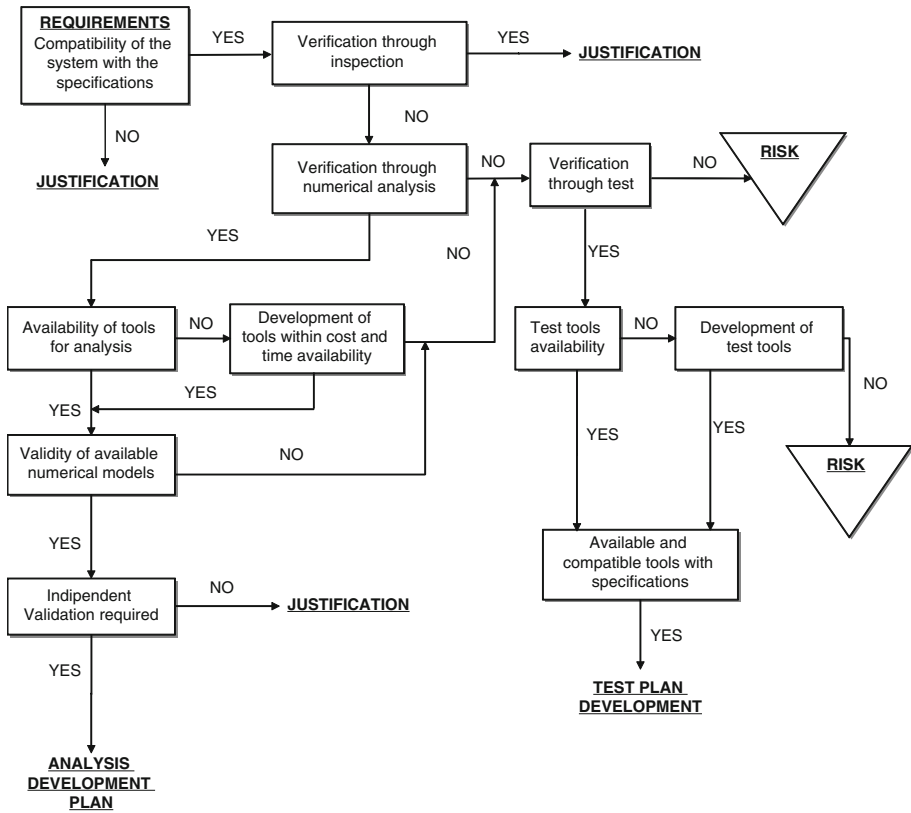 REQUIREMENTS
Compatibility of the
system with the
specifications
YES
Verification through
inspection
YES
JUSTIFICATION
NO
JUSTIFICATION
NO
Verification through
numerical analysis
NO
Verification
through test
NO
RISK
YES
NO
YES
Availability of tools
for analysis
NO
Development of
tools within cost and
time availability
Test tools
availability
NO
Development of
test tools
NO
YES
YES
YES
YES
Validity of available
numerical models
NO
RISK
YES
Available and
compatible tools with
specifications
Indipendent
Validation required
NO
JUSTIFICATION
YES
YES
TEST PLAN
DEVELOPMENT
ANALYSIS
DEVELOPMENT
PLAN